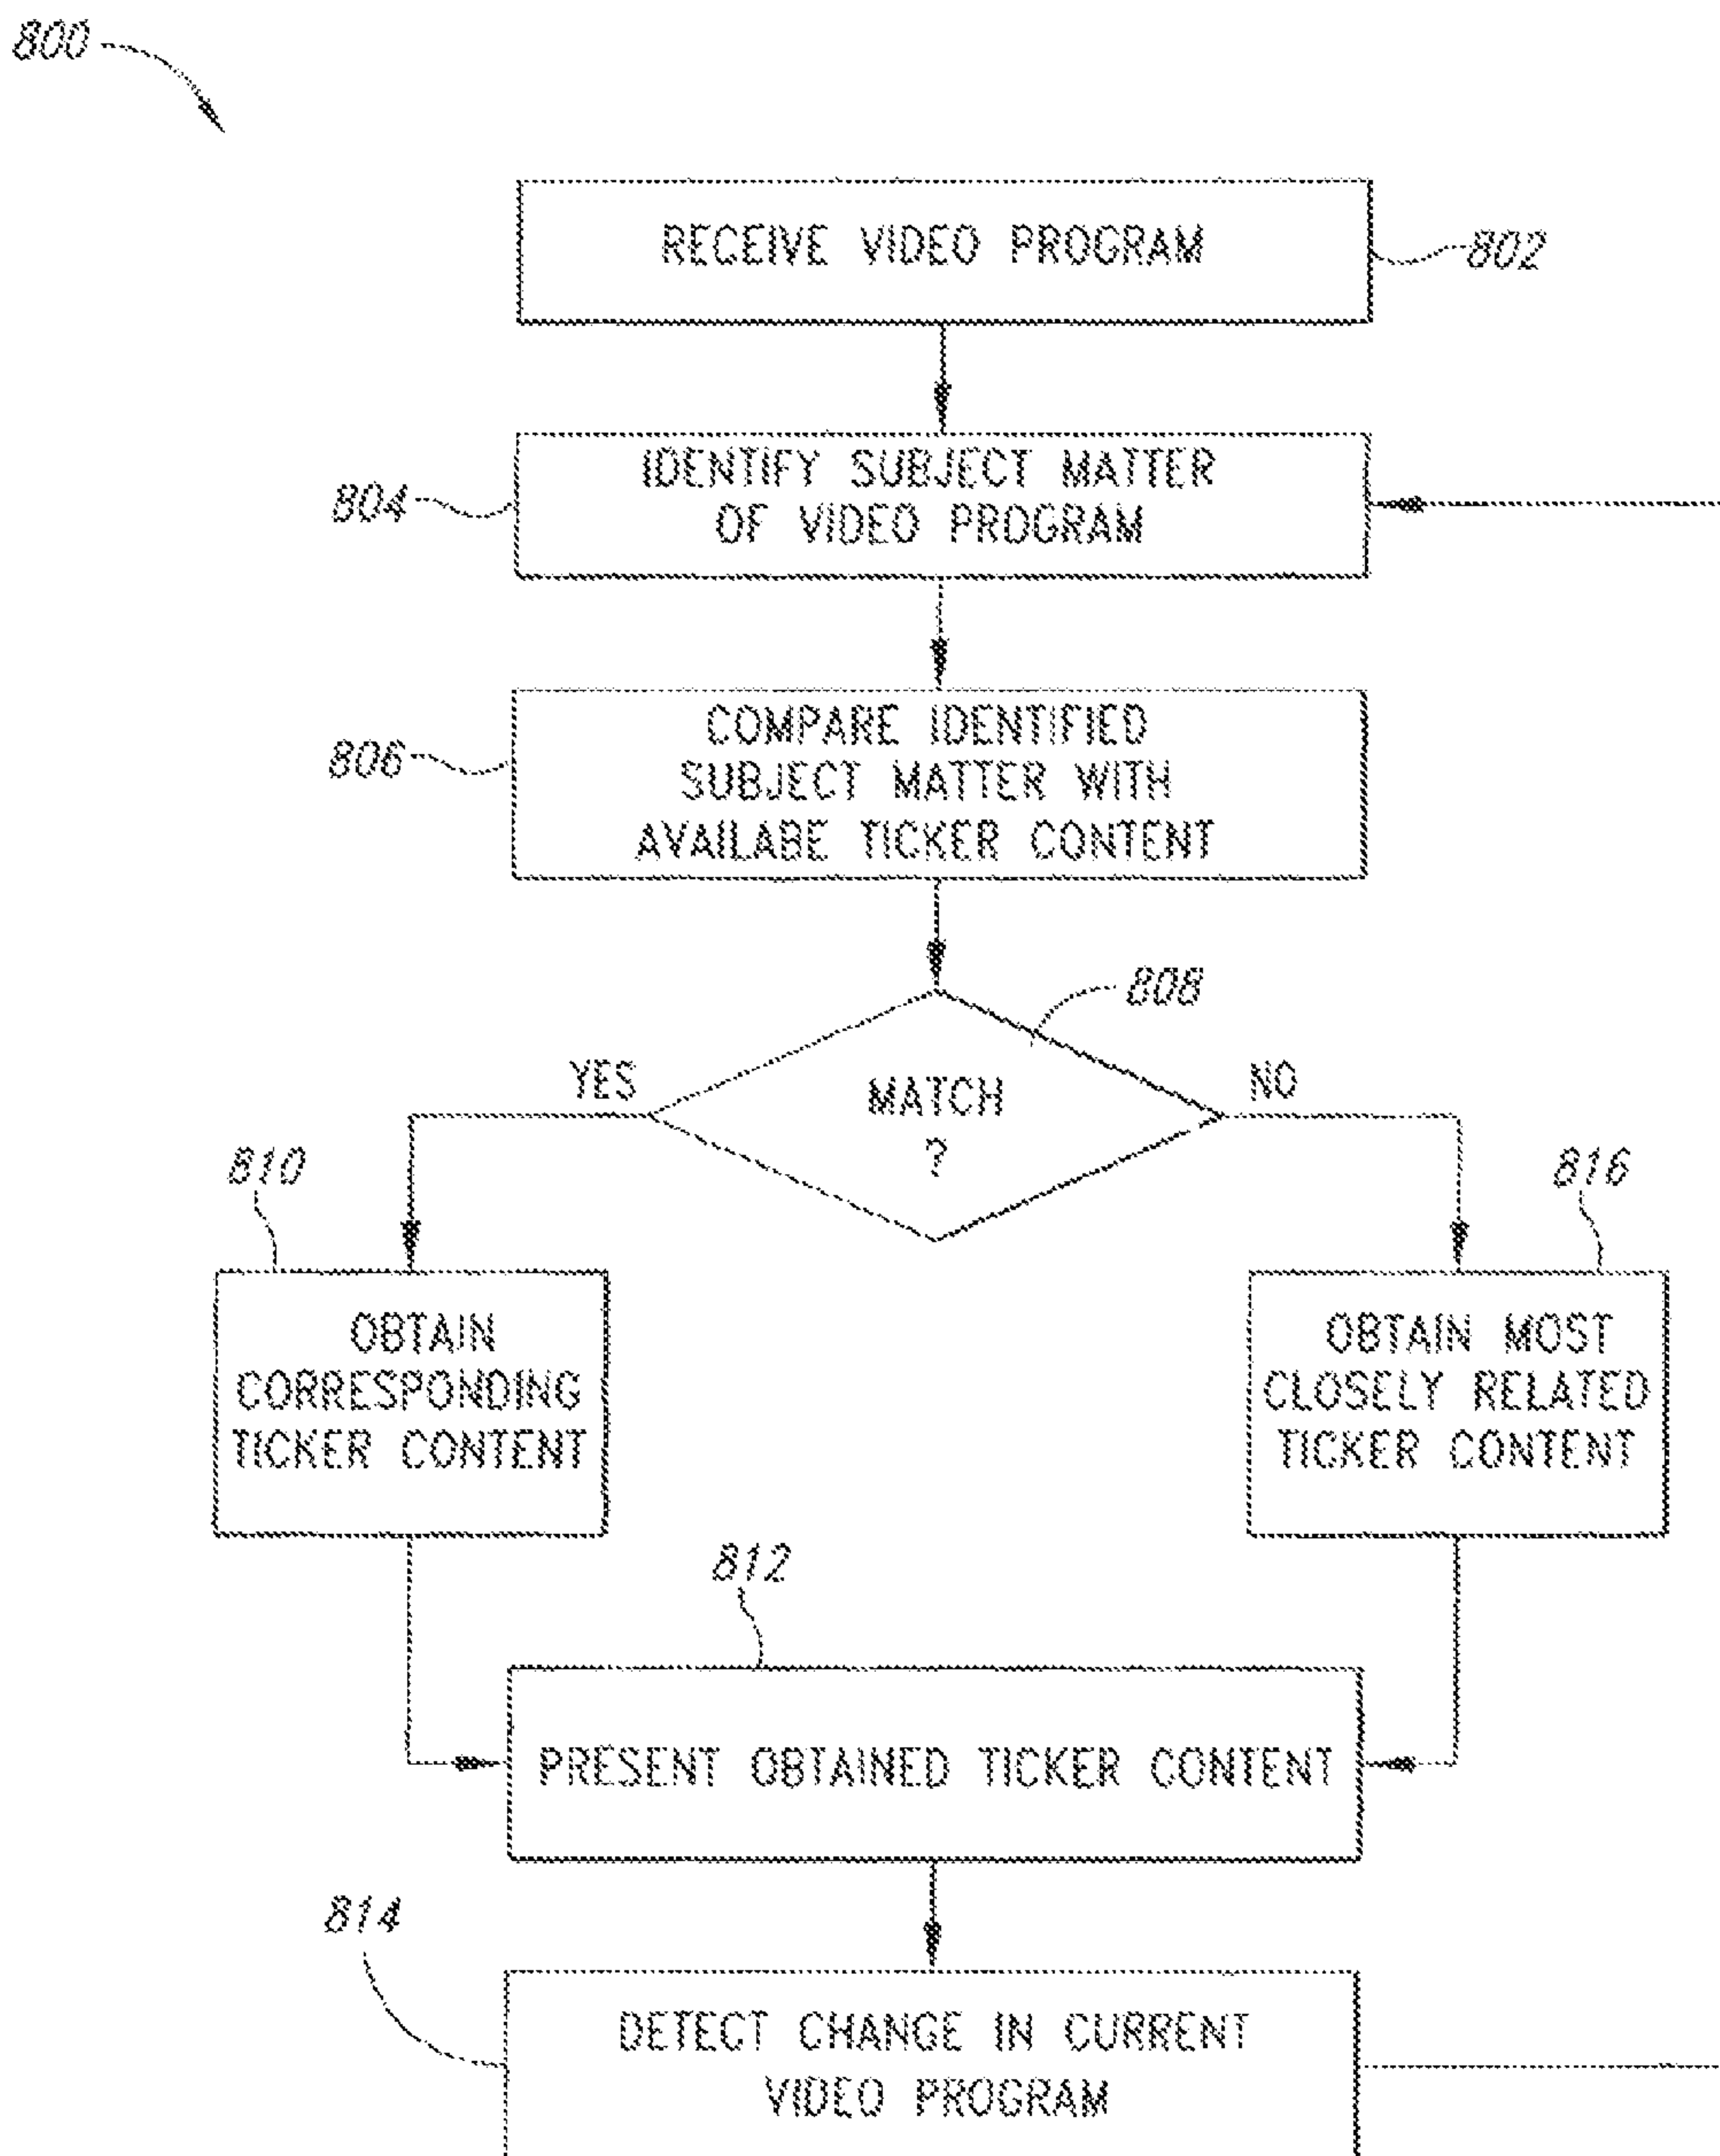 800
RECEIVE VIDEO PROGRAM
802
IDENTIFY SUBJECT MATTER
OF VIDEO PROGRAM
804
COMPARE IDENTIFIED
SUBJECT MATTER WITH
AVAILABE TICKER CONTENT
806
808
YES
MATCH
?
NO
810
816
OBTAIN
CORRESPONDING
TICKER CONTENT
OBTAIN MOST
CLOSELY RELATED
TICKER CONTENT
812
PRESENT OBTAINED TICKER CONTENT
814
DETECT CHANGE IN CURRENT
VIDEO PROGRAM